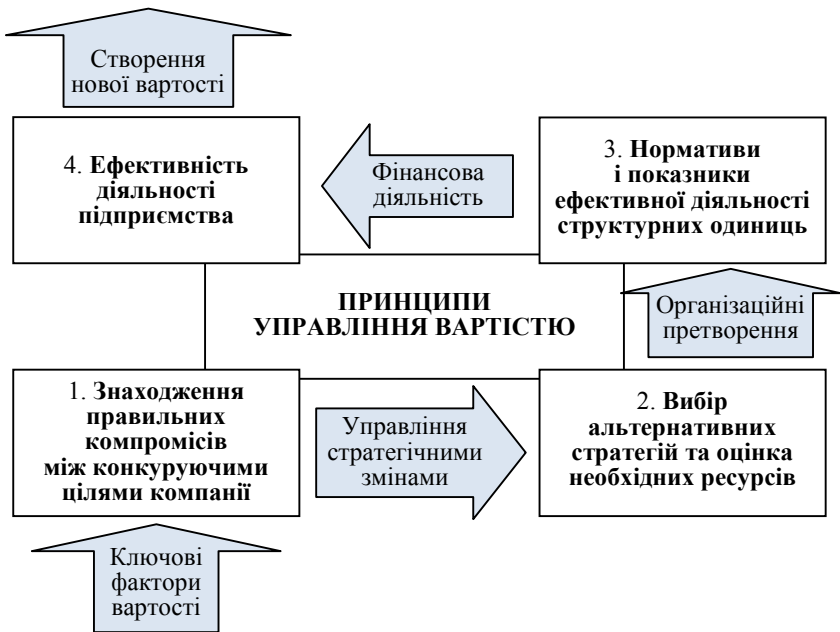 Створення
нової вартості
4. Ефективність
діяльності
підприємства
Фінансова
діяльність
3. Нормативи
і показники
ефективної діяльності
структурних одиниць
ПРИНЦИПИ
УПРАВЛІННЯ ВАРТІСТЮ
Організаційні
претворення
1. Знаходження
правильних
компромісів
між конкуруючими
цілями компанії
Управління
стратегічними
змінами
2. Вибір
альтернативних
стратегій та оцінка
необхідних ресурсів
Ключові
фактори
вартості